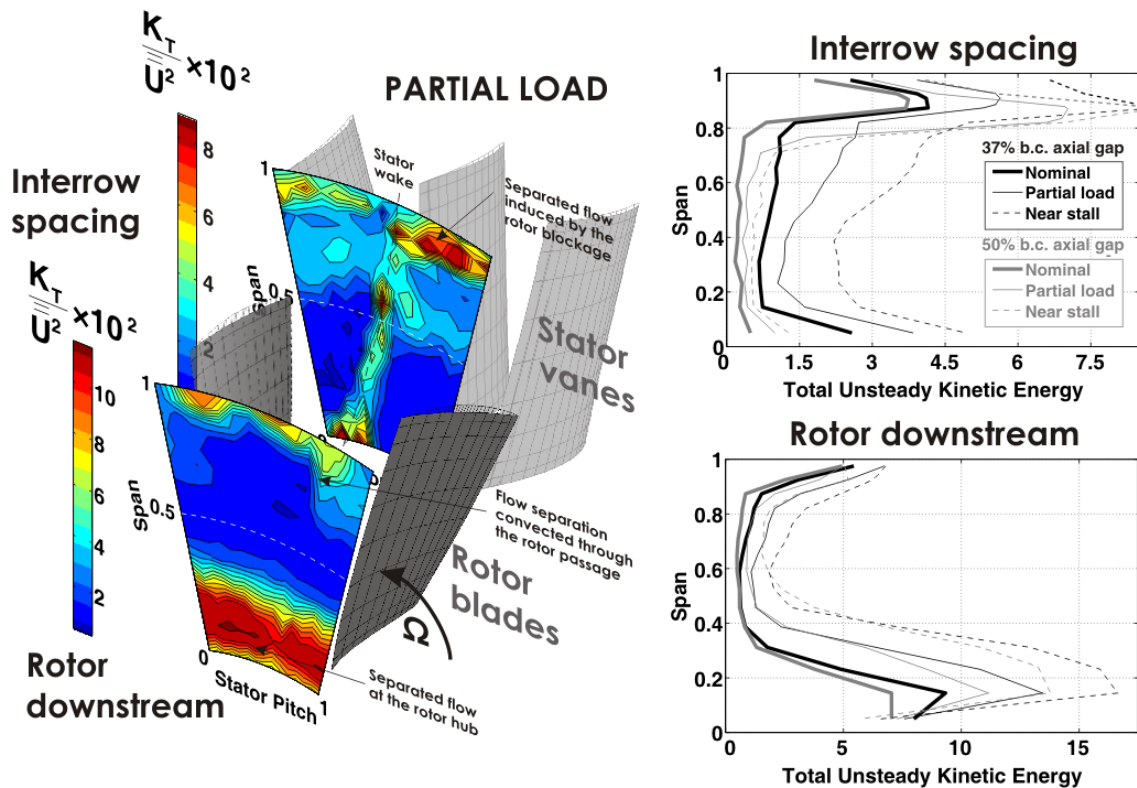 K_T
U² ×10²
PARTIAL LOAD
Interrow
spacing
8
6
4
2
K_T
U² ×10²
10
8
6
4
2
Rotor
downstream
1
0.5
Span
Stator
wake
Separated flow
induced by the
rotor blockage
Stator
vanes
1
0.5
0
Span
Stator Pitch
1
Flow separation
convected through
the rotor passage
Rotor
blades
Ω
Separated flow
at the rotor hub
Interrow spacing
1
0.8
0.6
0.4
0.2
0
Span
37% b.c. axial gap
Nominal
Partial load
Near stall
50% b.c. axial gap
Nominal
Partial load
Near stall
0 1.5 3 4.5 6 7.5
Total Unsteady Kinetic Energy
Rotor downstream
1
0.8
0.6
0.4
0.2
0
Span
0 5 10 15
Total Unsteady Kinetic Energy